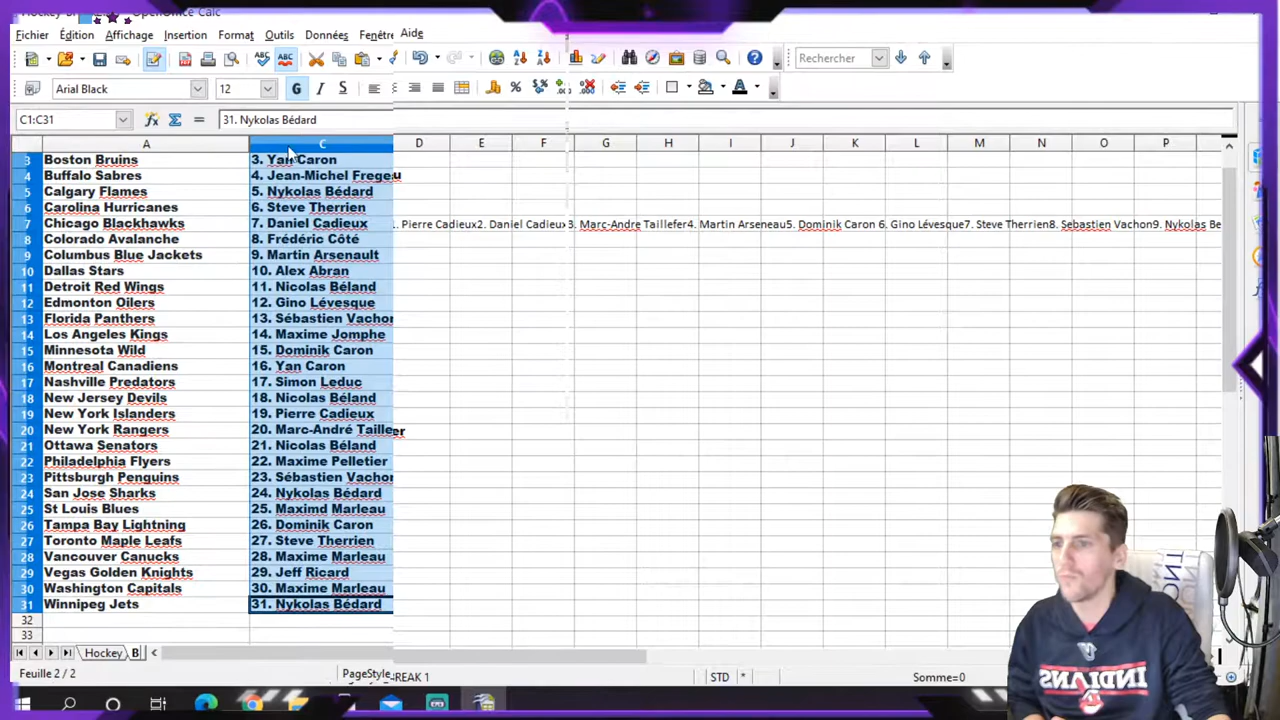 OpenOffice Calc
Fichier Édition Affichage Insertion Format Outils Données Fenêtre Aide
Rechercher
Arial Black 12 G I S
C1:C31 31. Nykolas Bédard
A C D E F G H I J K L M N O P
3 Boston Bruins 3. Yan Caron
4 Buffalo Sabres 4. Jean-Michel Fregeau
5 Calgary Flames 5. Nykolas Bédard
6 Carolina Hurricanes 6. Steve Therrien
7 Chicago Blackhawks 7. Daniel Cadieux . Pierre Cadieux2. Daniel Cadieux 3. Marc-Andre Taillefer4. Martin Arseneau5. Dominik Caron 6. Gino Lévesque7. Steve Therrien8. Sebastien Vachon9. Nykolas Be
8 Colorado Avalanche 8. Frédéric Côté
9 Columbus Blue Jackets 9. Martin Arsenault
10 Dallas Stars 10. Alex Abran
11 Detroit Red Wings 11. Nicolas Béland
12 Edmonton Oilers 12. Gino Lévesque
13 Florida Panthers 13. Sébastien Vachon
14 Los Angeles Kings 14. Maxime Jomphe
15 Minnesota Wild 15. Dominik Caron
16 Montreal Canadiens 16. Yan Caron
17 Nashville Predators 17. Simon Leduc
18 New Jersey Devils 18. Nicolas Béland
19 New York Islanders 19. Pierre Cadieux
20 New York Rangers 20. Marc-André Tailler
21 Ottawa Senators 21. Nicolas Béland
22 Philadelphia Flyers 22. Maxime Pelletier
23 Pittsburgh Penguins 23. Sébastien Vachon
24 San Jose Sharks 24. Nykolas Bédard
25 St Louis Blues 25. Maximd Marleau
26 Tampa Bay Lightning 26. Dominik Caron
27 Toronto Maple Leafs 27. Steve Therrien
28 Vancouver Canucks 28. Maxime Marleau
29 Vegas Golden Knights 29. Jeff Ricard
30 Washington Capitals 30. Maxime Marleau
31 Winnipeg Jets 31. Nykolas Bédard
32
33
Hockey B
Feuille 2 / 2 PageStyle REAK 1 STD * Somme=0
INDIANS